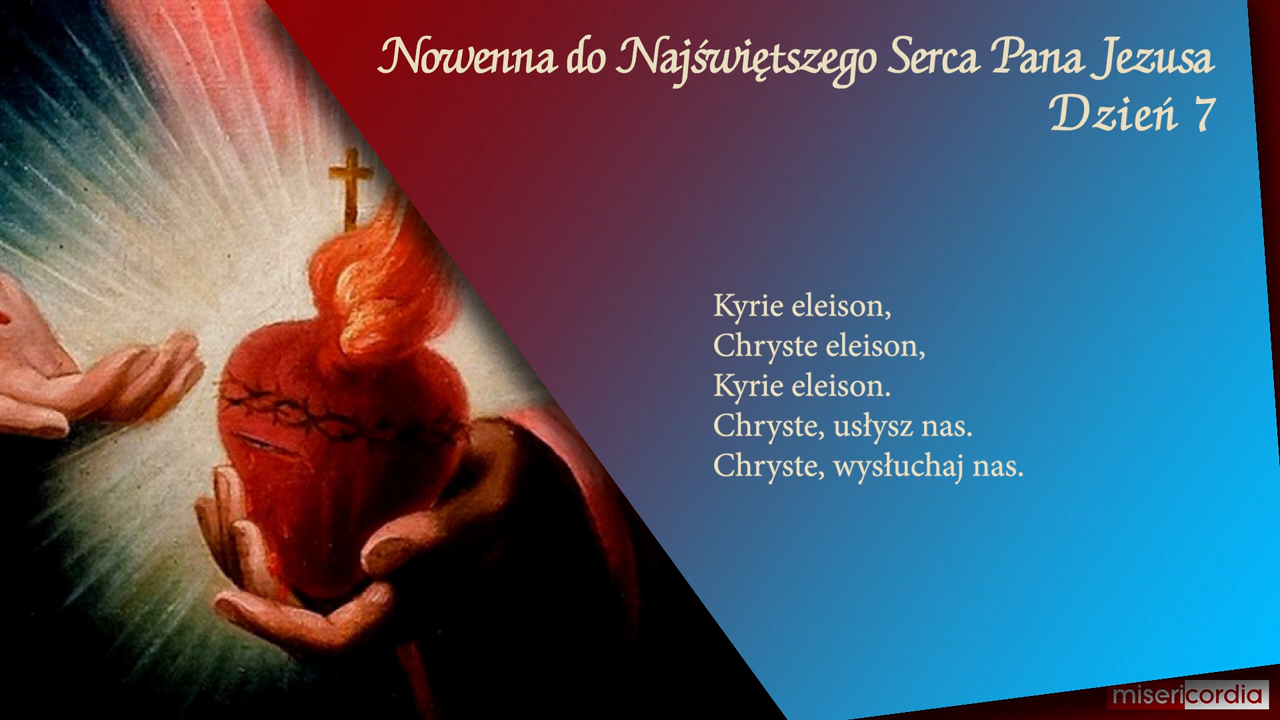 Nowenna do Najświętszego Serca Pana Jezusa
Dzień 7
Kyrie eleison,
Chryste eleison,
Kyrie eleison.
Chryste, usłysz nas.
Chryste, wysłuchaj nas.
misericordia